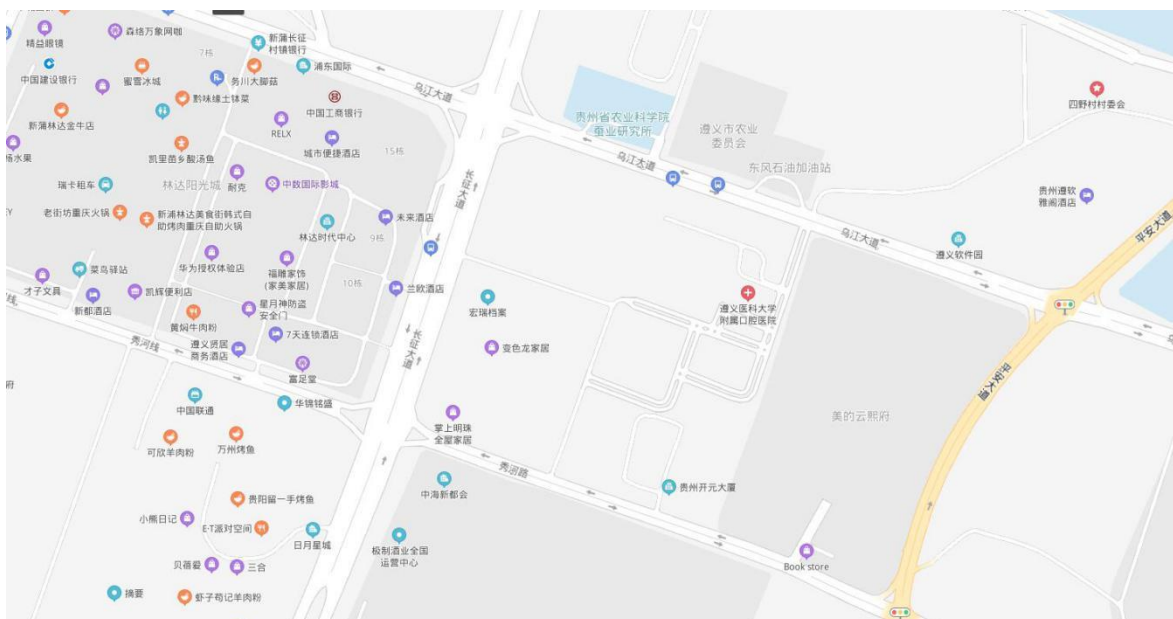 精益眼镜
森络万象网咖
7栋
新蒲长征
村镇银行
浦东国际
中国建设银行
蜜雪冰城
务川大脚菇
乌江大道
黔味缘土钵菜
中国工商银行
新蒲林达金牛店
RELX
贵州省农业科学院
蚕业研究所
遵义市农业
委员会
四野村村委会
凯里苗乡酸汤鱼
城市便捷酒店
15栋
乌江大道
东风石油加油站
瑞卡租车
林达阳光城
耐克
中数国际影城
长征大道
贵州遵钦
雅阁酒店
老街坊重庆火锅
新浦林达美食街韩式自
助烤肉重庆自助火锅
林达时代中心
未来酒店
9栋
乌江大道
遵义软件园
平安大道
菜鸟驿站
华为授权体验店
福雕家饰
(家美家居)
10栋
兰欧酒店
才子文具
新都酒店
凯辉便利店
星月神防盗
安全门
宏瑞档案
遵义医科大学
附属口腔医院
黄焖牛肉粉
7天连锁酒店
长征大道
变色龙家居
秀河线
遵义贤居
商务酒店
富足堂
平安大道
中国联通
华锦铭盛
掌上明珠
全屋家居
美的云熙府
可欣羊肉粉
万州烤鱼
秀河路
中海新都会
贵州开元大厦
贵阳留一手烤鱼
小熊日记
E·T派对空间
日月星城
极制酒业全国
运营中心
贝蓓爱
三合
Book store
摘要
虾子苟记羊肉粉